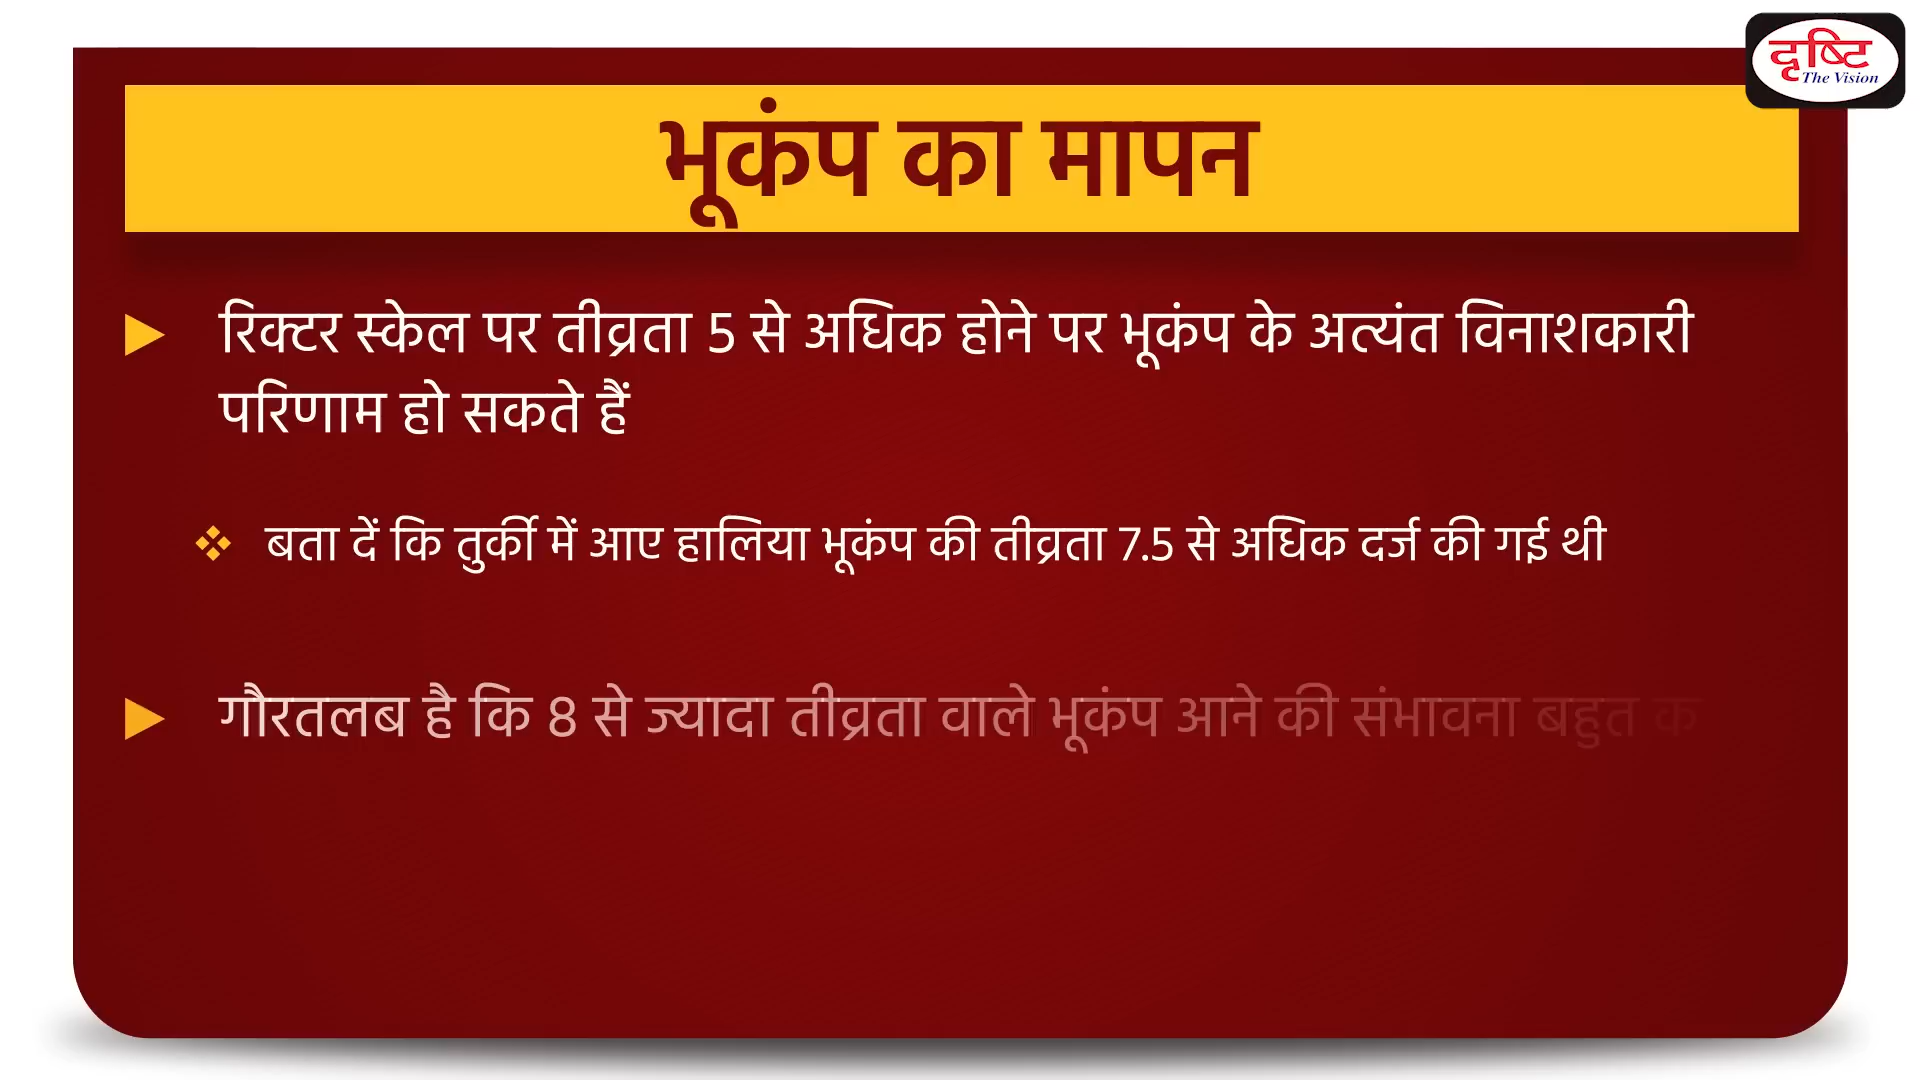 दृष्टि
The Vision
भूकंप का मापन
रिक्टर स्केल पर तीव्रता 5 से अधिक होने पर भूकंप के अत्यंत विनाशकारी
परिणाम हो सकते हैं
बता दें कि तुर्की में आए हालिया भूकंप की तीव्रता 7.5 से अधिक दर्ज की गई थी
गौरतलब है कि 8 से ज्यादा तीव्रता वाले भूकंप आने की संभावना बहुत